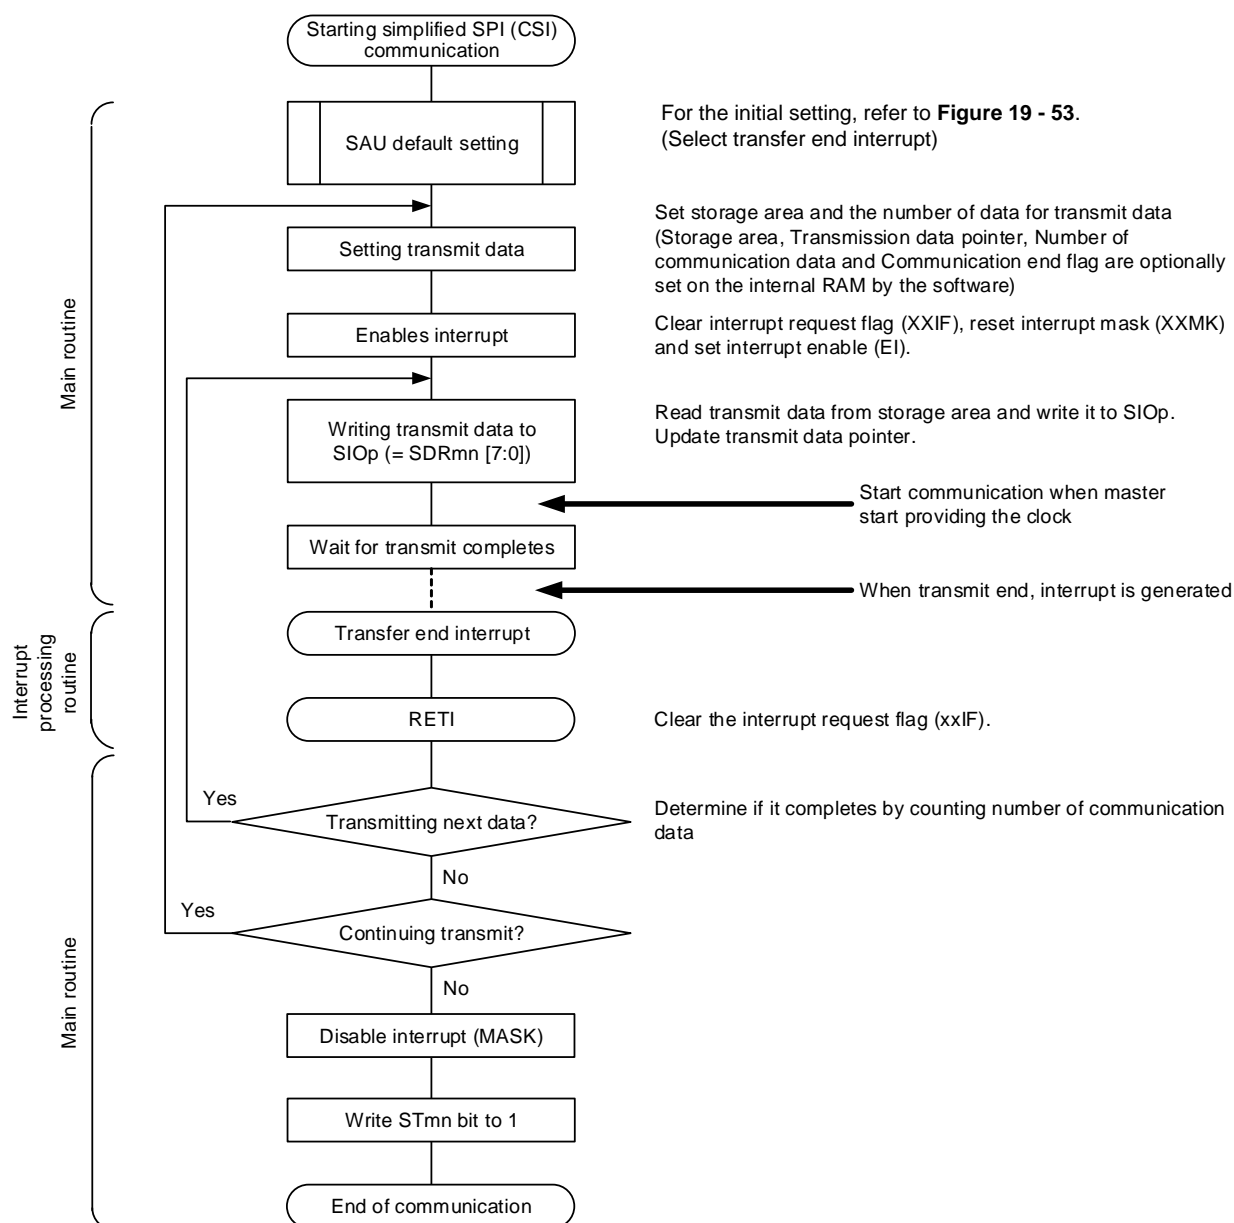 Starting simplified SPI (CSI)
communication
SAU default setting
For the initial setting, refer to Figure 19 - 53.
(Select transfer end interrupt)
Setting transmit data
Set storage area and the number of data for transmit data
(Storage area, Transmission data pointer, Number of
communication data and Communication end flag are optionally
set on the internal RAM by the software)
Main routine
Enables interrupt
Clear interrupt request flag (XXIF), reset interrupt mask (XXMK)
and set interrupt enable (EI).
Writing transmit data to
SIOp (= SDRmn [7:0])
Read transmit data from storage area and write it to SIOp.
Update transmit data pointer.
Start communication when master
start providing the clock
Wait for transmit completes
When transmit end, interrupt is generated
Interrupt
processing
routine
Transfer end interrupt
RETI
Clear the interrupt request flag (xxIF).
Yes
Transmitting next data?
Determine if it completes by counting number of communication
data
No
Yes
Continuing transmit?
No
Main routine
Disable interrupt (MASK)
Write STmn bit to 1
End of communication